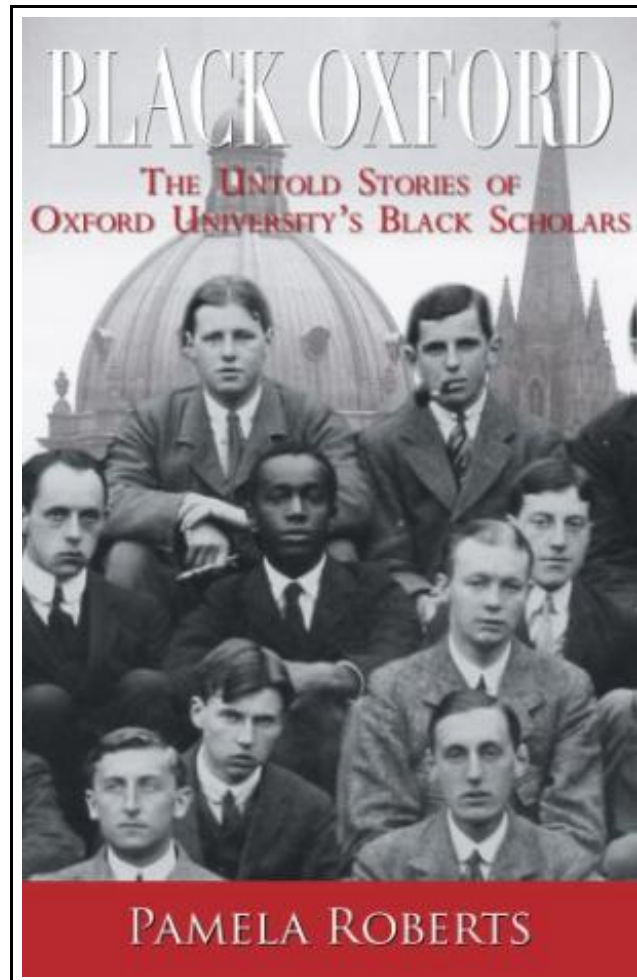 BLACK OXFORD
THE UNTOLD STORIES OF
OXFORD UNIVERSITY'S BLACK SCHOLARS
PAMELA ROBERTS